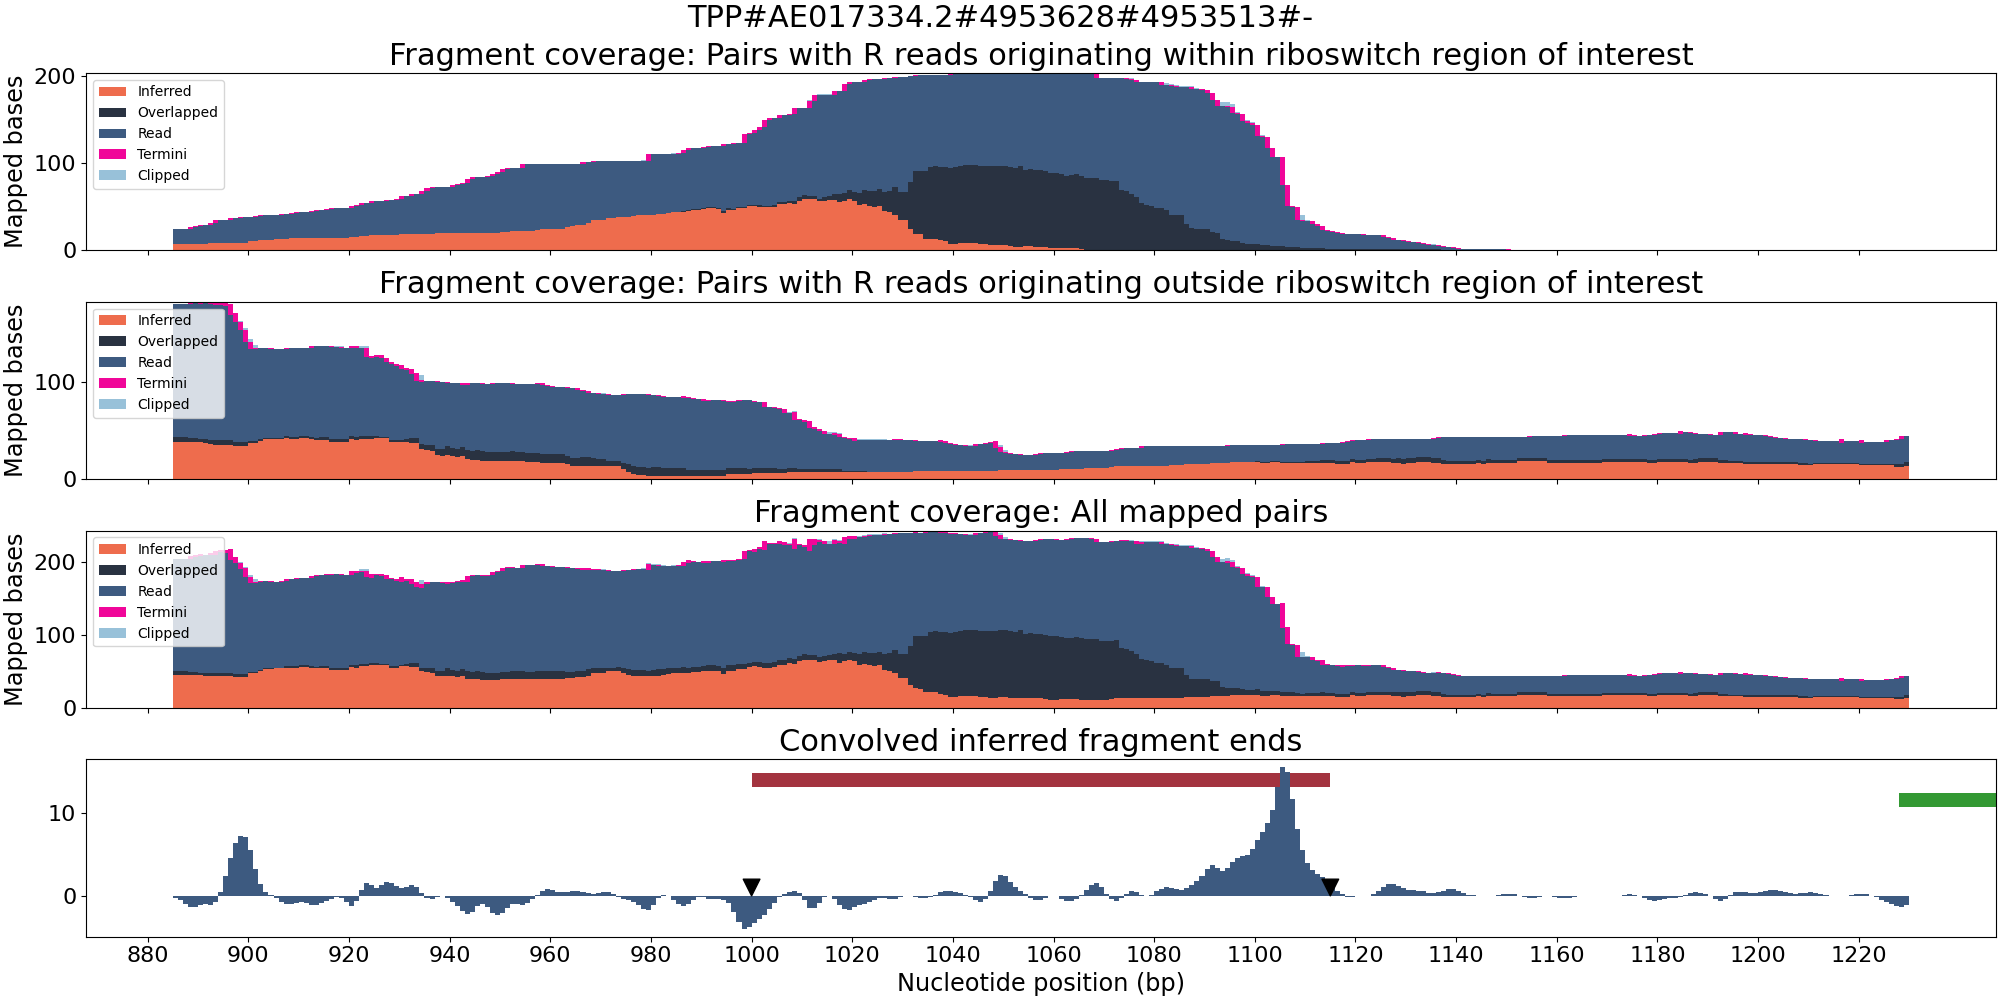 TPP#AE017334.2#4953628#4953513#-
Fragment coverage: Pairs with R reads originating within riboswitch region of interest
Mapped bases
200
100
0
Inferred
Overlapped
Read
Termini
Clipped
Fragment coverage: Pairs with R reads originating outside riboswitch region of interest
Mapped bases
100
0
Inferred
Overlapped
Read
Termini
Clipped
Fragment coverage: All mapped pairs
Mapped bases
200
100
0
Inferred
Overlapped
Read
Termini
Clipped
Convolved inferred fragment ends
10
0
880 900 920 940 960 980 1000 1020 1040 1060 1080 1100 1120 1140 1160 1180 1200 1220
Nucleotide position (bp)